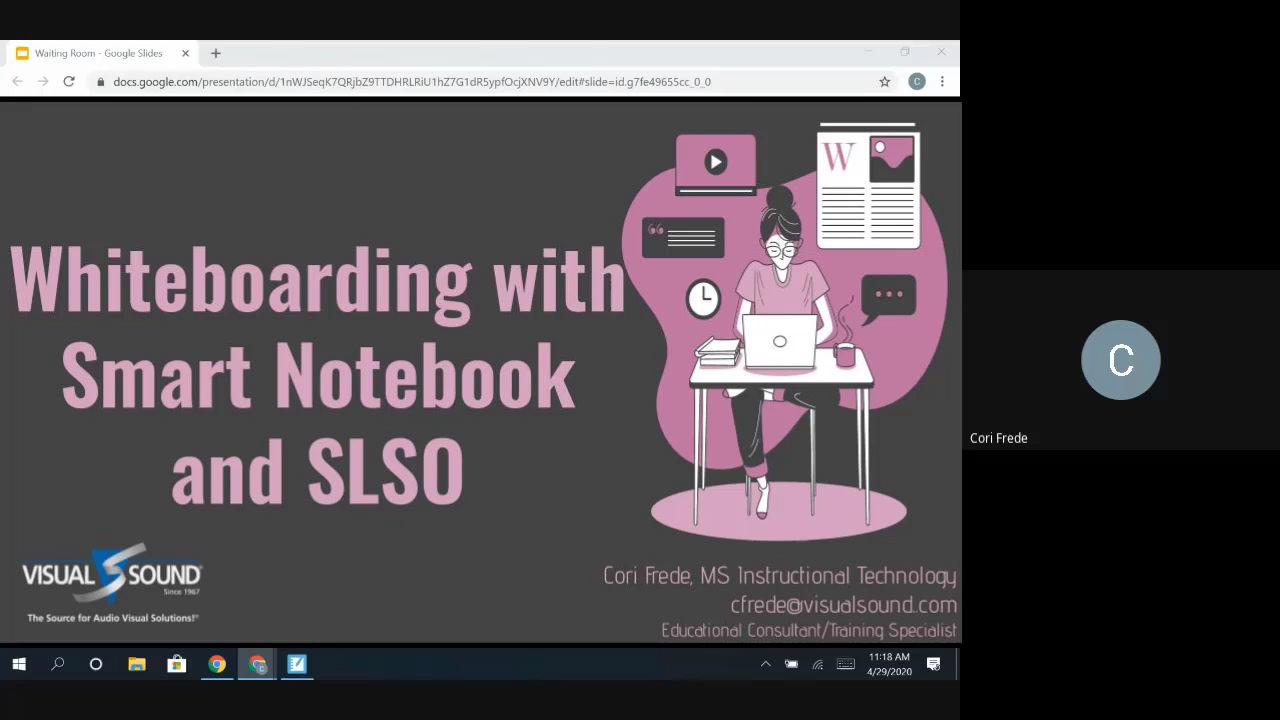 Waiting Room - Google Slides
docs.google.com/presentation/d/1nWJSeqK7QRjbZ9TTDHRLRiU1hZ7G1dR5ypfOcjXNV9Y/edit#slide=id.g7fe49655cc_0_0
C
W
Whiteboarding with
Smart Notebook
and SLSO
VISUAL SOUND
Since 1967
The Source for Audio Visual Solutions!®
Cori Frede, MS Instructional Technology
cfrede@visualsound.com
Educational Consultant/Training Specialist
C
Cori Frede
11:18 AM
4/29/2020